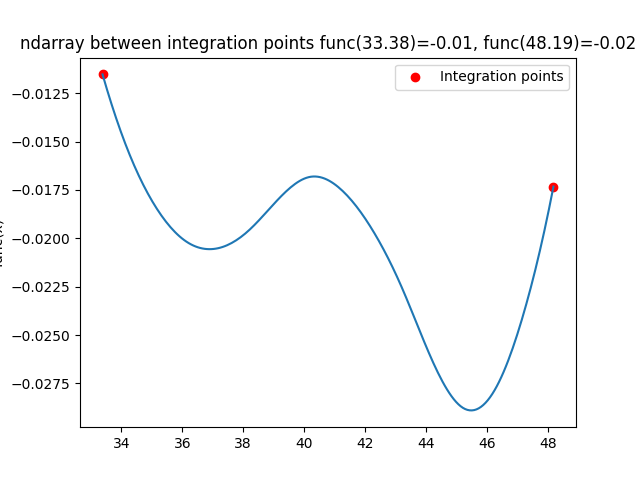 ndarray between integration points func(33.38)=-0.01, func(48.19)=-0.02
Integration points
−0.0125
−0.0150
−0.0175
−0.0200
−0.0225
−0.0250
−0.0275
34 36 38 40 42 44 46 48